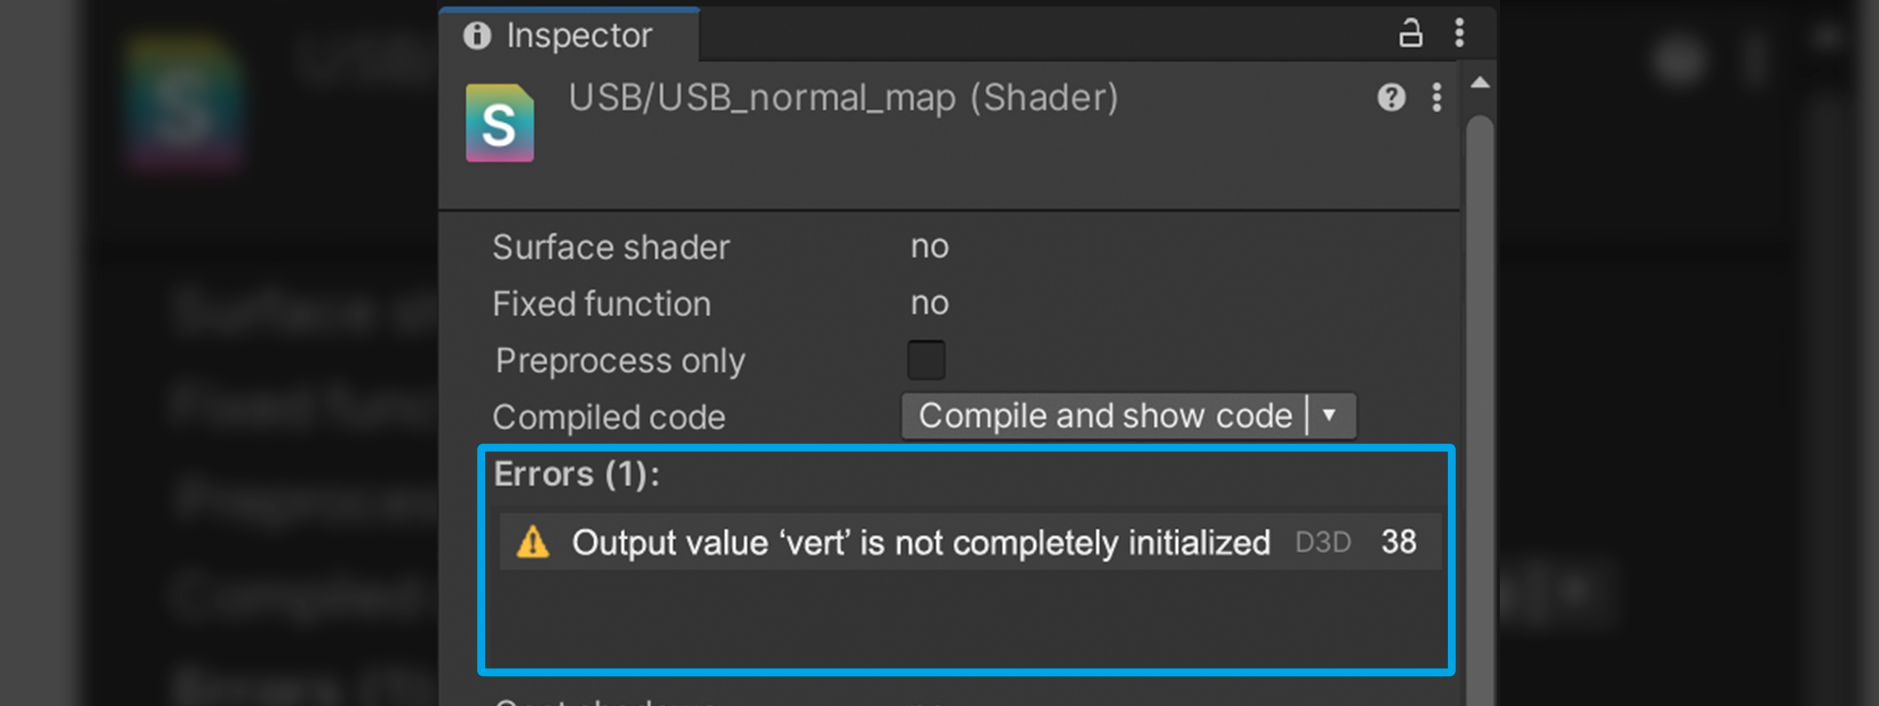 Inspector
S
USB/USB_normal_map (Shader)
Surface shader no
Fixed function no
Preprocess only
Compiled code Compile and show code
Errors (1):
Output value ‘vert’ is not completely initialized D3D 38